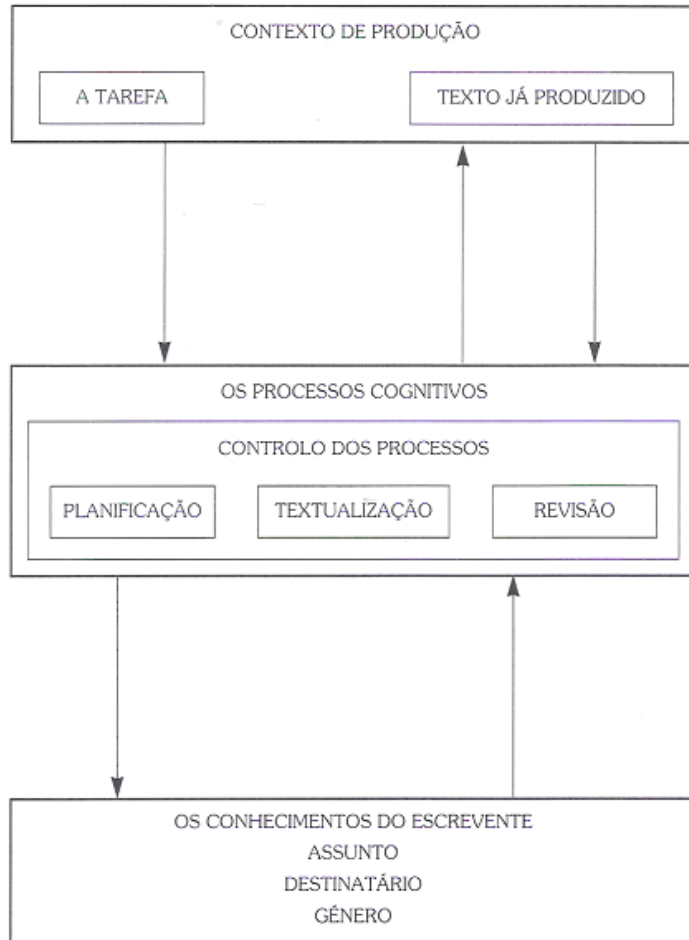 CONTEXTO DE PRODUÇÃO
A TAREFA
TEXTO JÁ PRODUZIDO
OS PROCESSOS COGNITIVOS
CONTROLO DOS PROCESSOS
PLANIFICAÇÃO
TEXTUALIZAÇÃO
REVISÃO
OS CONHECIMENTOS DO ESCREVENTE
ASSUNTO
DESTINATÁRIO
GÉNERO